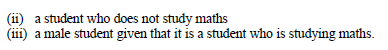 (ii) a student who does not study maths
(iii) a male student given that it is a student who is studying maths.